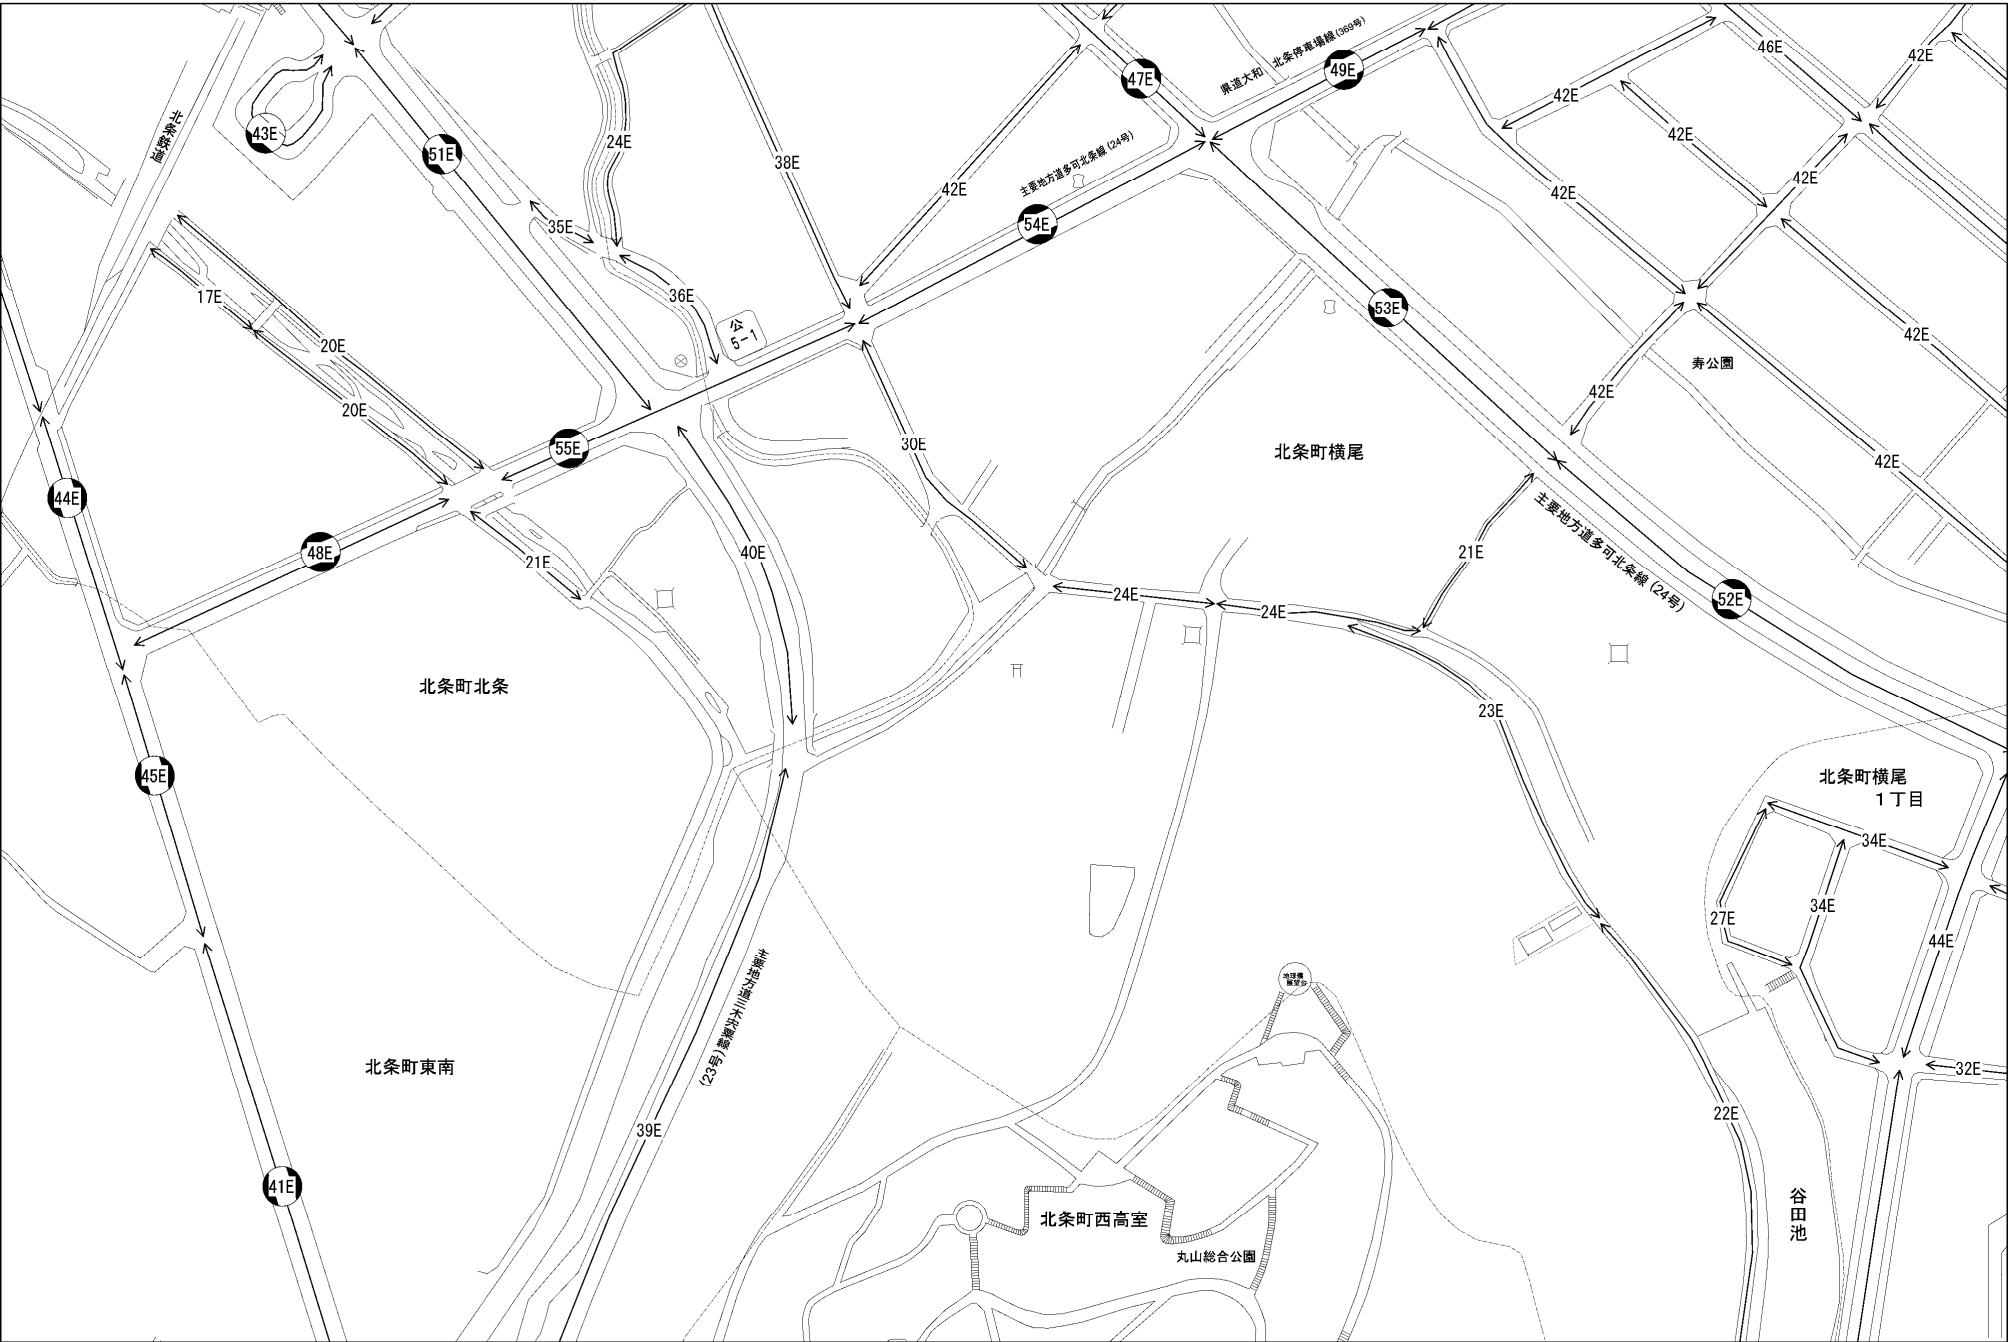 46E
42E
県道大和
北条停車場線(369号)
49E
47E
42E
北条鉄道
43E
51E
24E
38E
主要地方道多可北条線(24号)
42E
42E
42E
42E
42E
54E
35E
36E
17E
20E
20E
公
5-1
53E
42E
寿公園
42E
42E
30E
55E
北条町横尾
44E
48E
21E
40E
21E
主要地方道多可北条線(24号)
24E
24E
52E
北条町北条
23E
45E
北条町横尾
1丁目
34E
34E
27E
44E
主要地方道三木宍粟線
(23号)
北条町東南
32E
39E
22E
41E
北条町西高室
丸山総合公園
谷田池